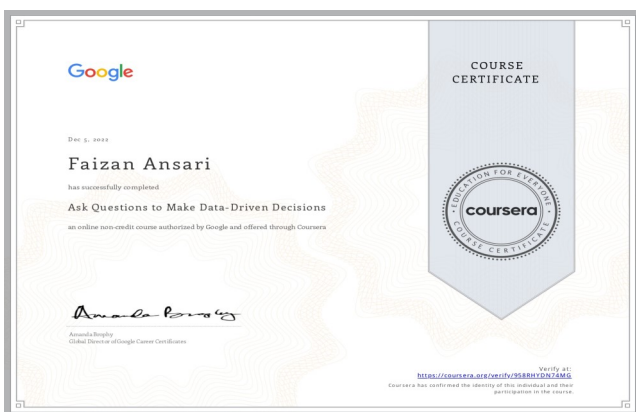 Google
COURSE
CERTIFICATE
Dec 5, 2022
Faizan Ansari
has successfully completed
Ask Questions to Make Data-Driven Decisions
an online non-credit course authorized by Google and offered through Coursera
EDUCATION FOR EVERYONE
coursera
COURSE CERTIFICATE
Amanda Brophy
Amanda Brophy
Global Director of Google Career Certificates
Verify at:
https://coursera.org/verify/958RHYDN74MG
Coursera has confirmed the identity of this individual and their
participation in the course.